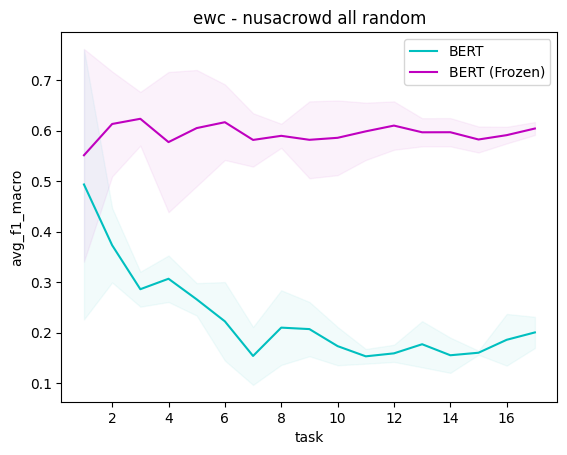 ewc - nusacrowd all random
BERT
BERT (Frozen)
avg_f1_macro
0.7
0.6
0.5
0.4
0.3
0.2
0.1
2 4 6 8 10 12 14 16
task